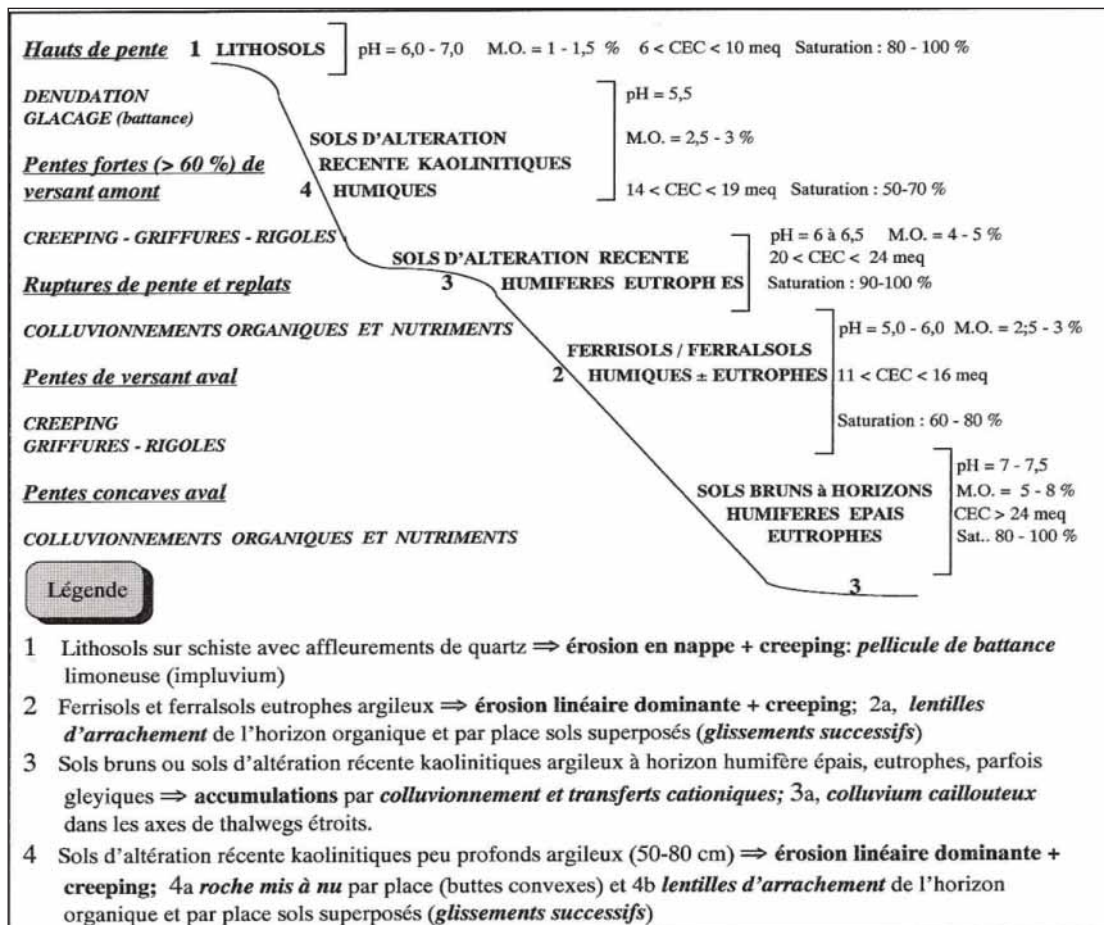 Hauts de pente 1 LITHOSOLS pH = 6,0 - 7,0 M.O. = 1 - 1,5 % 6 < CEC < 10 meq Saturation : 80 - 100 %
DENUDATION
GLACAGE (battance)
pH = 5,5
SOLS D'ALTERATION
RECENTE KAOLINITIQUES
4 HUMIQUES
M.O. = 2,5 - 3 %
14 < CEC < 19 meq Saturation : 50-70 %
Pentes fortes (> 60 %) de
versant amont
CREEPING - GRIFFURES - RIGOLES
SOLS D'ALTERATION RECENTE
3 HUMIFERES EUTROPH ES
pH = 6 à 6,5 M.O. = 4 - 5 %
20 < CEC < 24 meq
Saturation : 90-100 %
Ruptures de pente et replats
COLLUVIONNEMENTS ORGANIQUES ET NUTRIMENTS
FERRISOLS / FERRALSOLS
2 HUMIQUES ± EUTROPHES
pH = 5,0 - 6,0 M.O. = 2;5 - 3 %
11 < CEC < 16 meq
Saturation : 60 - 80 %
Pentes de versant aval
CREEPING
GRIFFURES - RIGOLES
Pentes concaves aval
SOLS BRUNS à HORIZONS
HUMIFERES EPAIS
EUTROPHES
pH = 7 - 7,5
M.O. = 5 - 8 %
CEC > 24 meq
Sat.. 80 - 100 %
COLLUVIONNEMENTS ORGANIQUES ET NUTRIMENTS
3
Légende
1 Lithosols sur schiste avec affleurements de quartz ⇒ érosion en nappe + creeping: pellicule de battance
limoneuse (impluvium)
2 Ferrisols et ferralsols eutrophes argileux ⇒ érosion linéaire dominante + creeping; 2a, lentilles
d'arrachement de l'horizon organique et par place sols superposés (glissements successifs)
3 Sols bruns ou sols d'altération récente kaolinitiques argileux à horizon humifère épais, eutrophes, parfois
gleyiques ⇒ accumulations par colluvionnement et transferts cationiques; 3a, colluvium caillouteux
dans les axes de thalwegs étroits.
4 Sols d'altération récente kaolinitiques peu profonds argileux (50-80 cm) ⇒ érosion linéaire dominante +
creeping; 4a roche mis à nu par place (buttes convexes) et 4b lentilles d'arrachement de l'horizon
organique et par place sols superposés (glissements successifs)